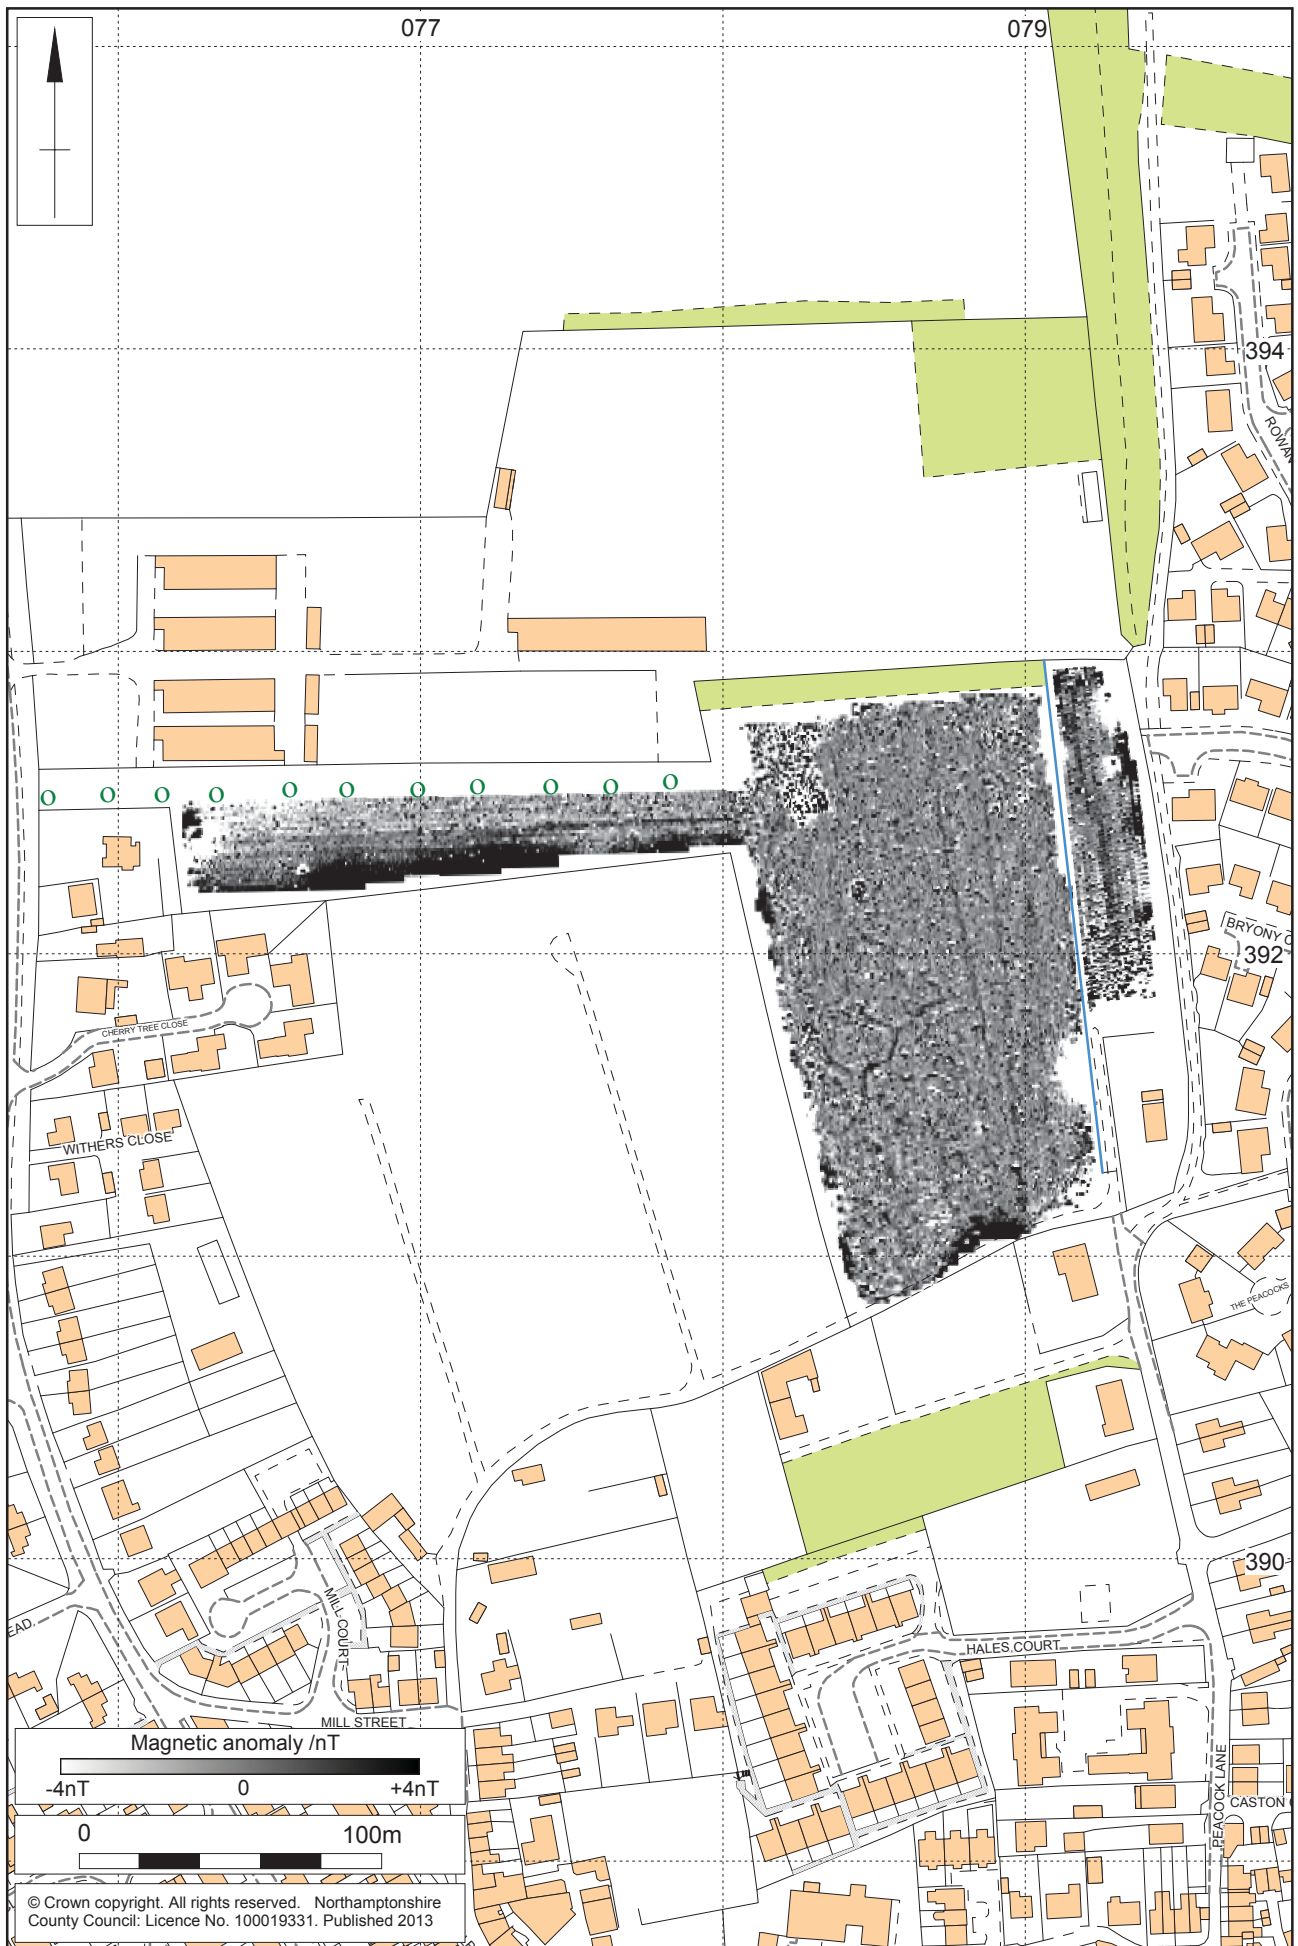 077
079
394
ROWAN
BRYONY C
392
CHERRY TREE CLOSE
WITHERS CLOSE
THE PEACOCKS
390
EAD
MILL COURT
HALES COURT
MILL STREET
PEACOCK LANE
CASTON
Magnetic anomaly /nT
-4nT 0 +4nT
0 100m
© Crown copyright. All rights reserved. Northamptonshire
County Council: Licence No. 100019331. Published 2013
o o o o o o o o o o o